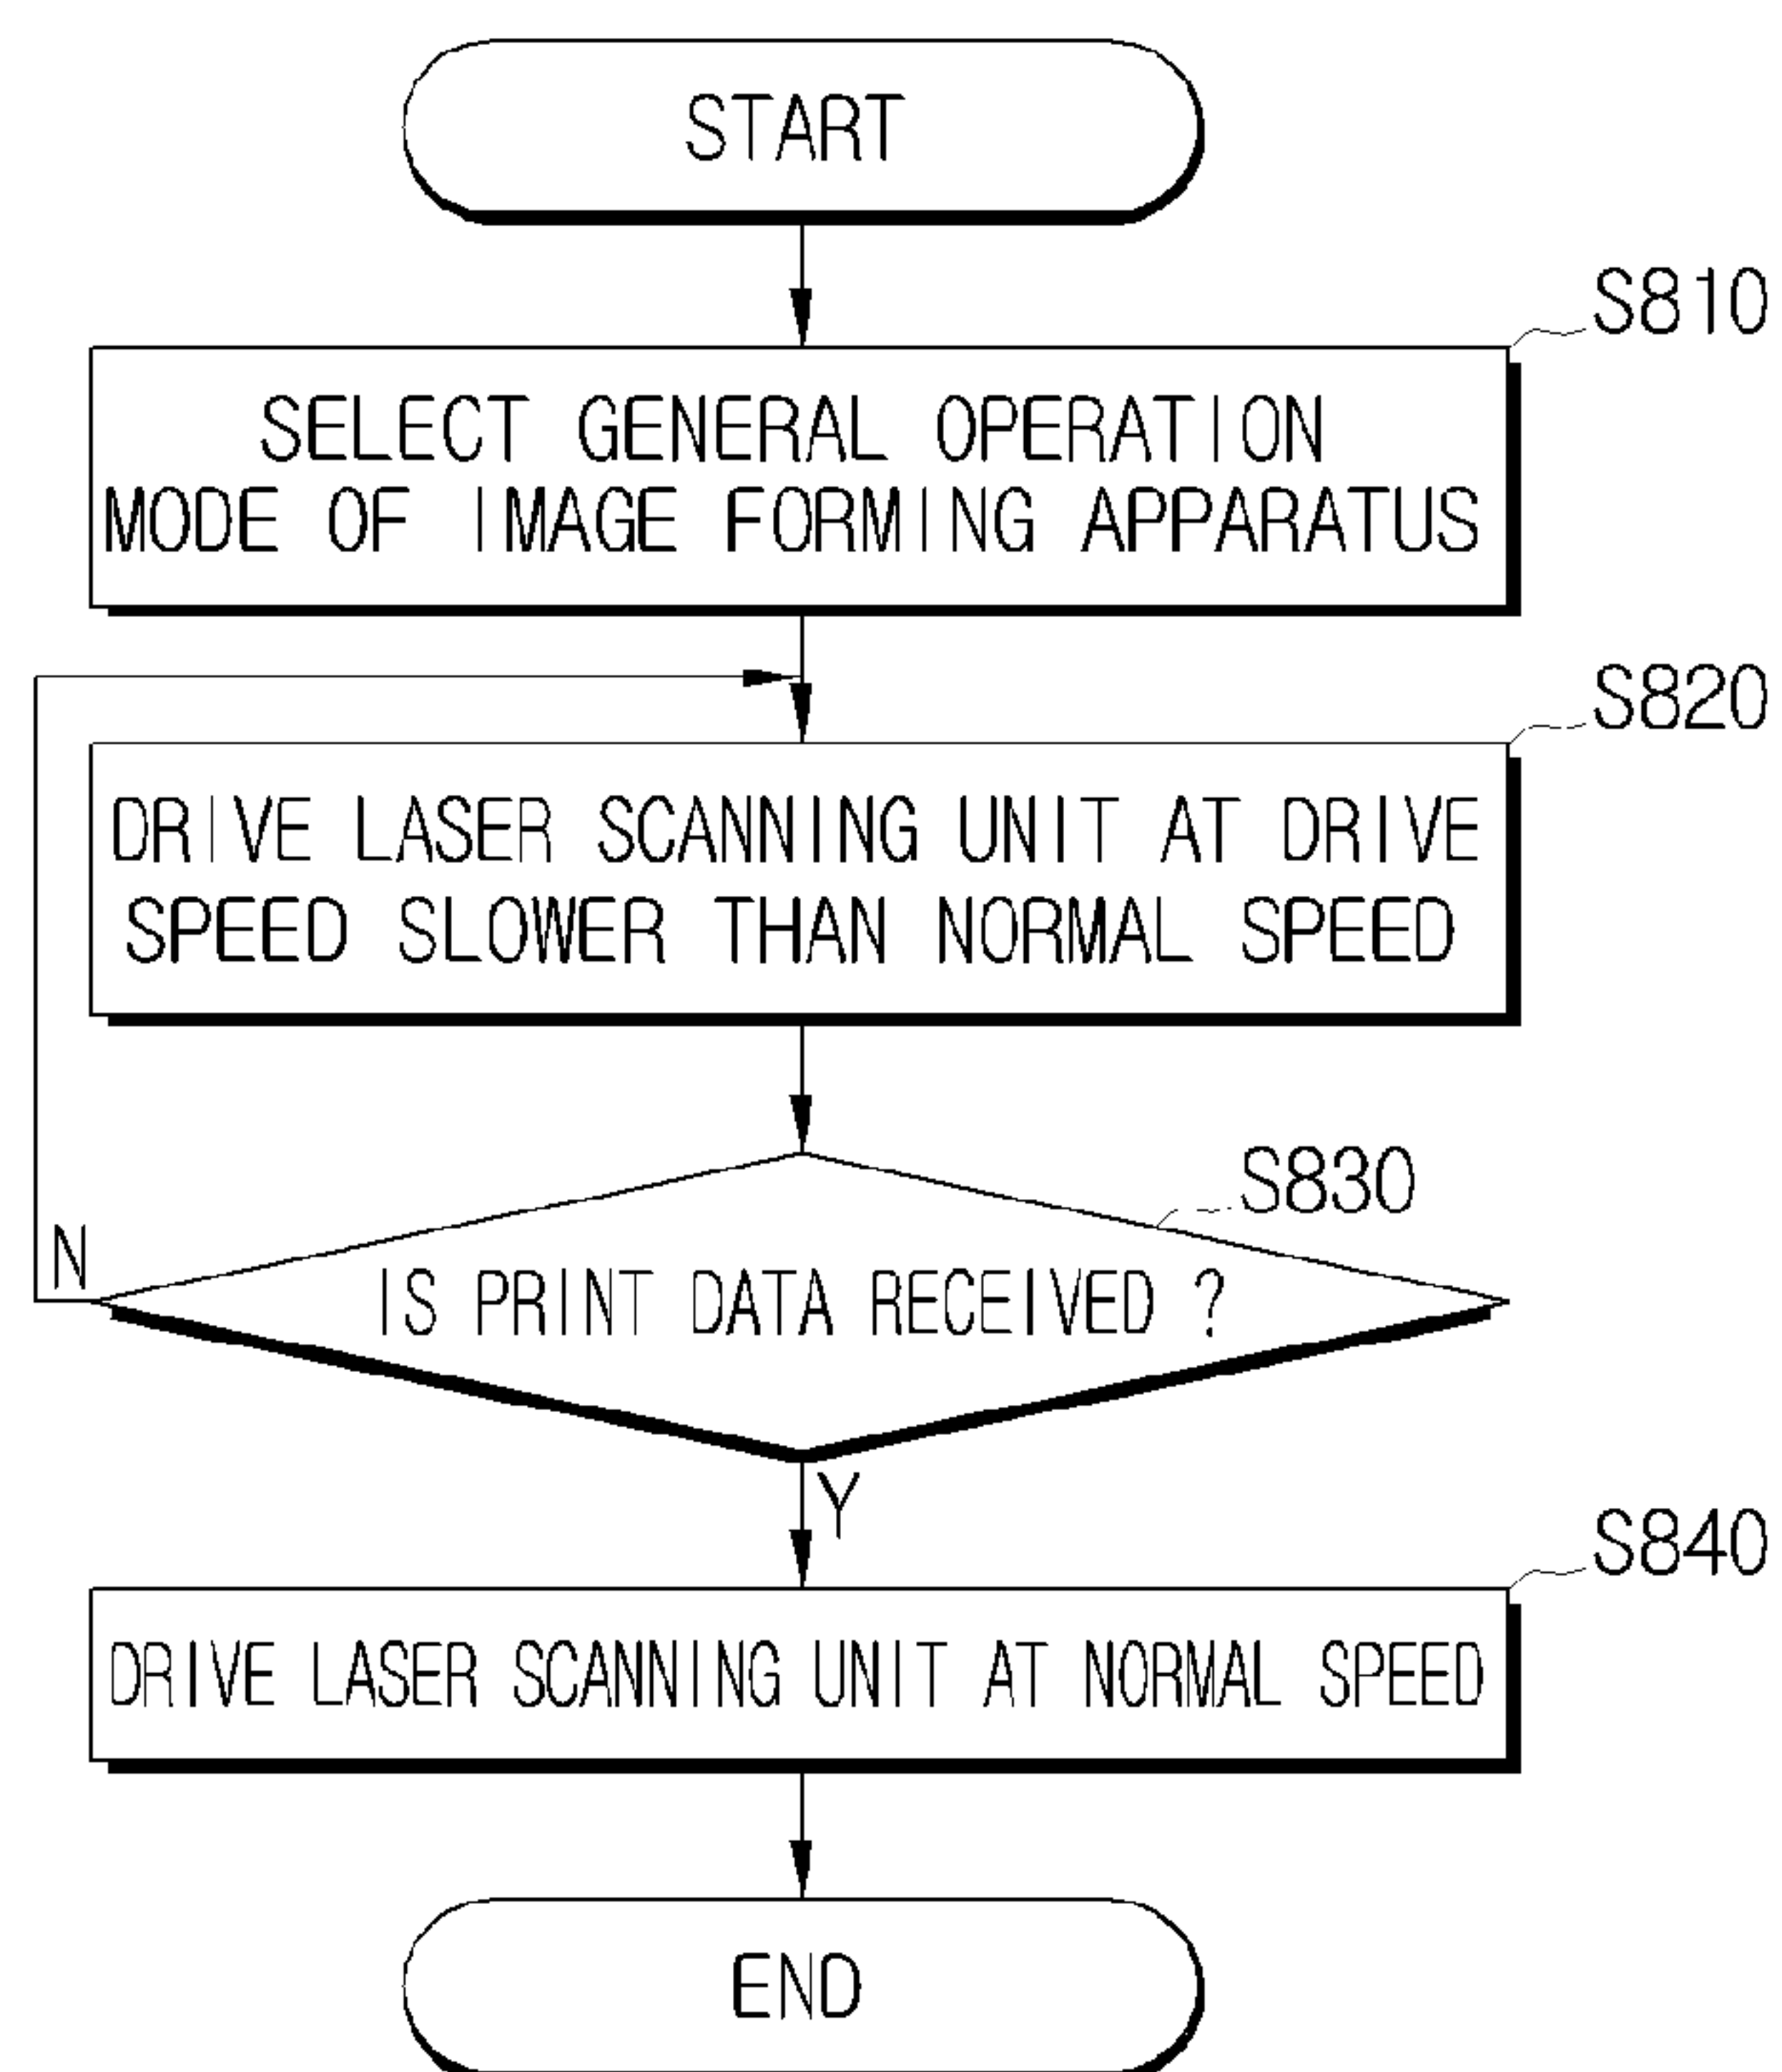 START
S810
SELECT GENERAL OPERATION
MODE OF IMAGE FORMING APPARATUS
S820
DRIVE LASER SCANNING UNIT AT DRIVE
SPEED SLOWER THAN NORMAL SPEED
S830
N
IS PRINT DATA RECEIVED ?
Y
S840
DRIVE LASER SCANNING UNIT AT NORMAL SPEED
END